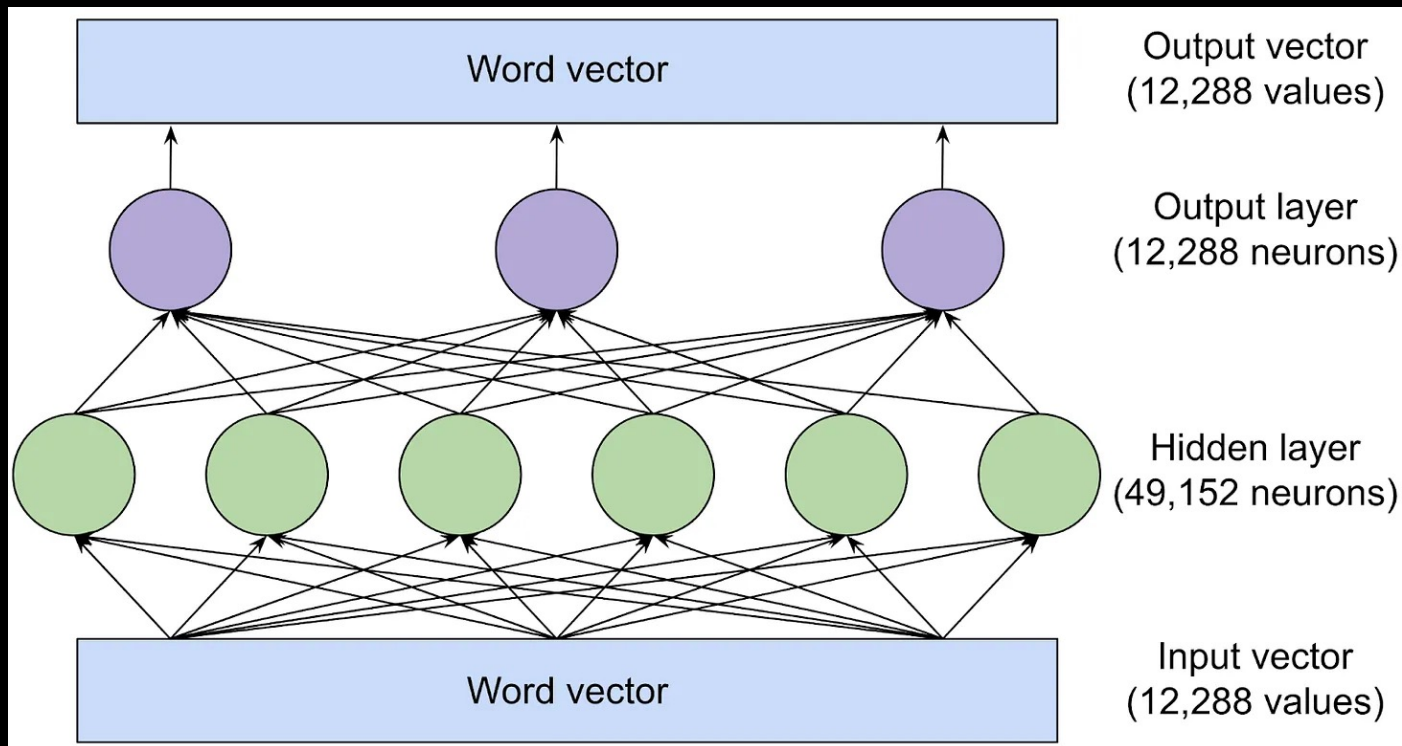 Word vector
Output vector
(12,288 values)
Output layer
(12,288 neurons)
Hidden layer
(49,152 neurons)
Word vector
Input vector
(12,288 values)